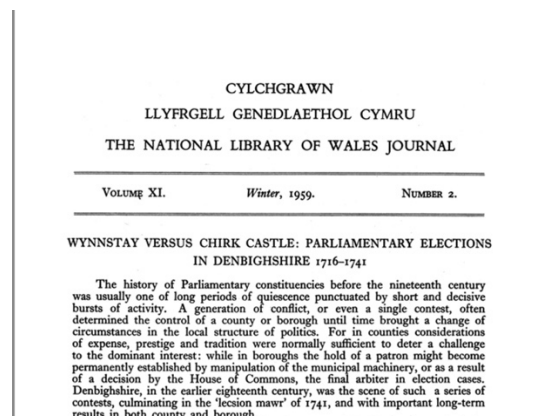 CYLCHGRAWN
LLYFRGELL GENEDLAETHOL CYMRU
THE NATIONAL LIBRARY OF WALES JOURNAL
VOLUME XI. Winter, 1959. NUMBER 2.
WYNNSTAY VERSUS CHIRK CASTLE: PARLIAMENTARY ELECTIONS
IN DENBIGHSHIRE 1716-1741
The history of Parliamentary constituencies before the nineteenth century
was usually one of long periods of quiescence punctuated by short and decisive
bursts of activity. A generation of conflict, or even a single contest, often
determined the control of a county or borough until time brought a change of
circumstances in the local structure of politics. For in counties considerations
of expense, prestige and tradition were normally sufficient to deter a challenge
to the dominant interest: while in boroughs the hold of a patron might become
permanently established by manipulation of the municipal machinery, or as a result
of a decision by the House of Commons, the final arbiter in election cases.
Denbighshire, in the earlier eighteenth century, was the scene of such a series of
contests, culminating in the 'lecsion mawr' of 1741, and with important long-term
results in both county and borough.